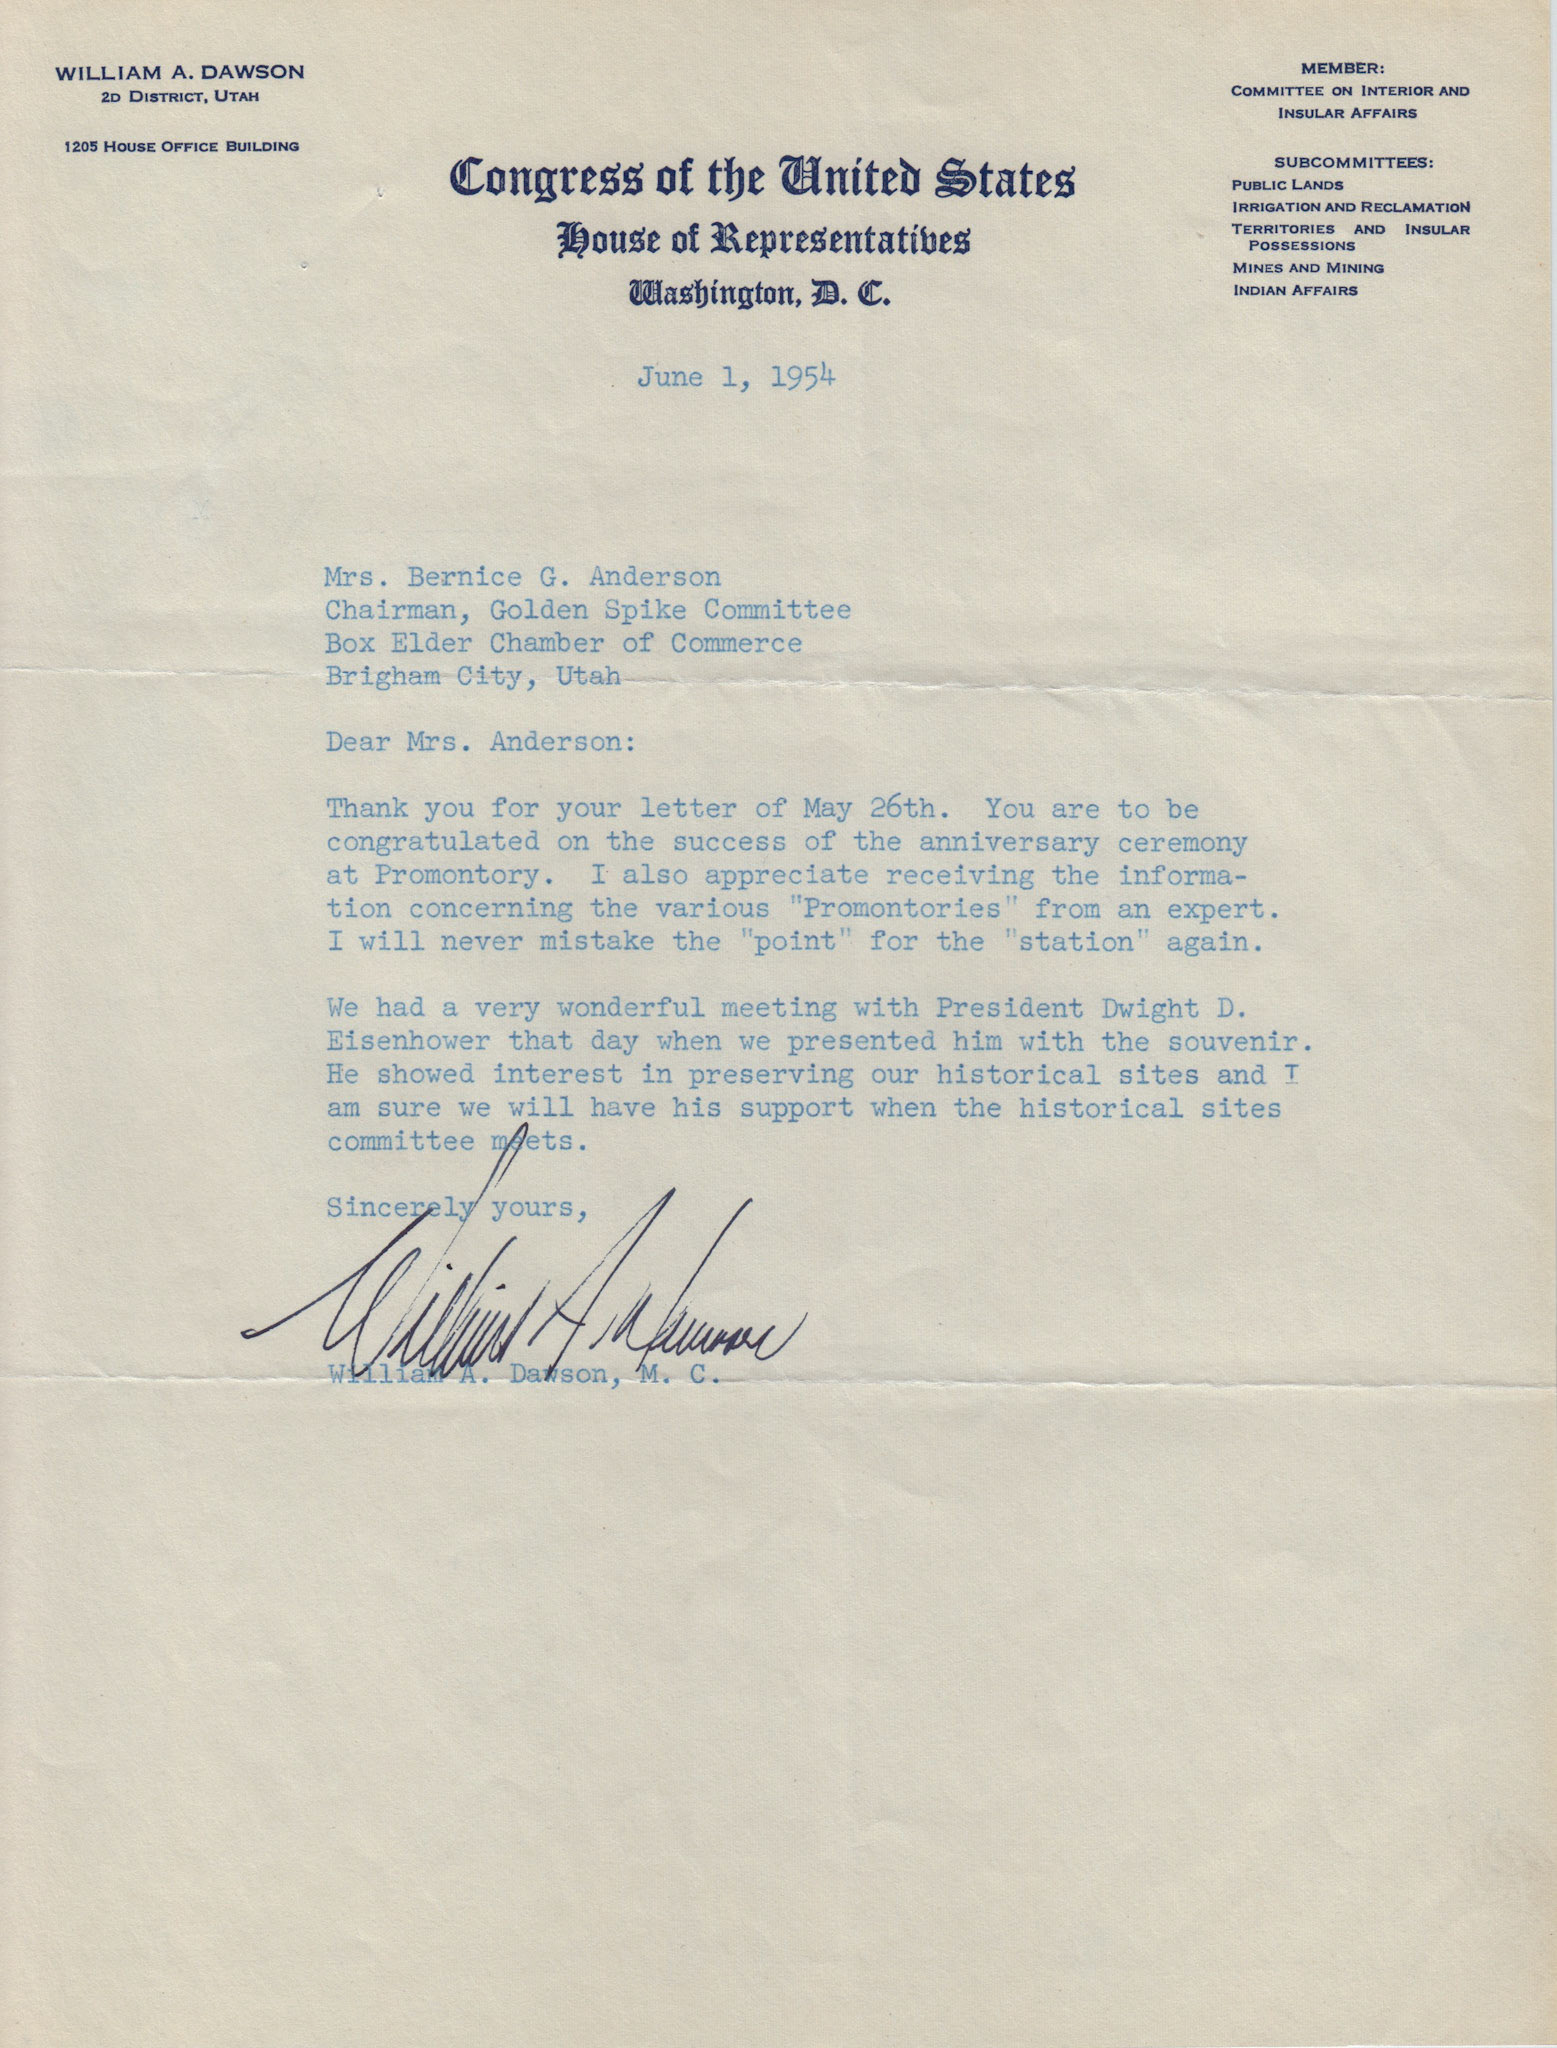 WILLIAM A. DAWSON
2D DISTRICT, UTAH
1205 HOUSE OFFICE BUILDING
MEMBER:
COMMITTEE ON INTERIOR AND
INSULAR AFFAIRS
SUBCOMMITTEES:
PUBLIC LANDS
IRRIGATION AND RECLAMATION
TERRITORIES AND INSULAR
POSSESSIONS
MINES AND MINING
INDIAN AFFAIRS
Congress of the United States
House of Representatives
Washington, D. C.
June 1, 1954
Mrs. Bernice G. Anderson
Chairman, Golden Spike Committee
Box Elder Chamber of Commerce
Brigham City, Utah
Dear Mrs. Anderson:
Thank you for your letter of May 26th. You are to be
congratulated on the success of the anniversary ceremony
at Promontory. I also appreciate receiving the informa-
tion concerning the various "Promontories" from an expert.
I will never mistake the "point" for the "station" again.
We had a very wonderful meeting with President Dwight D.
Eisenhower that day when we presented him with the souvenir.
He showed interest in preserving our historical sites and I
am sure we will have his support when the historical sites
committee meets.
Sincerely yours,
William A. Dawson
William A. Dawson, M. C.